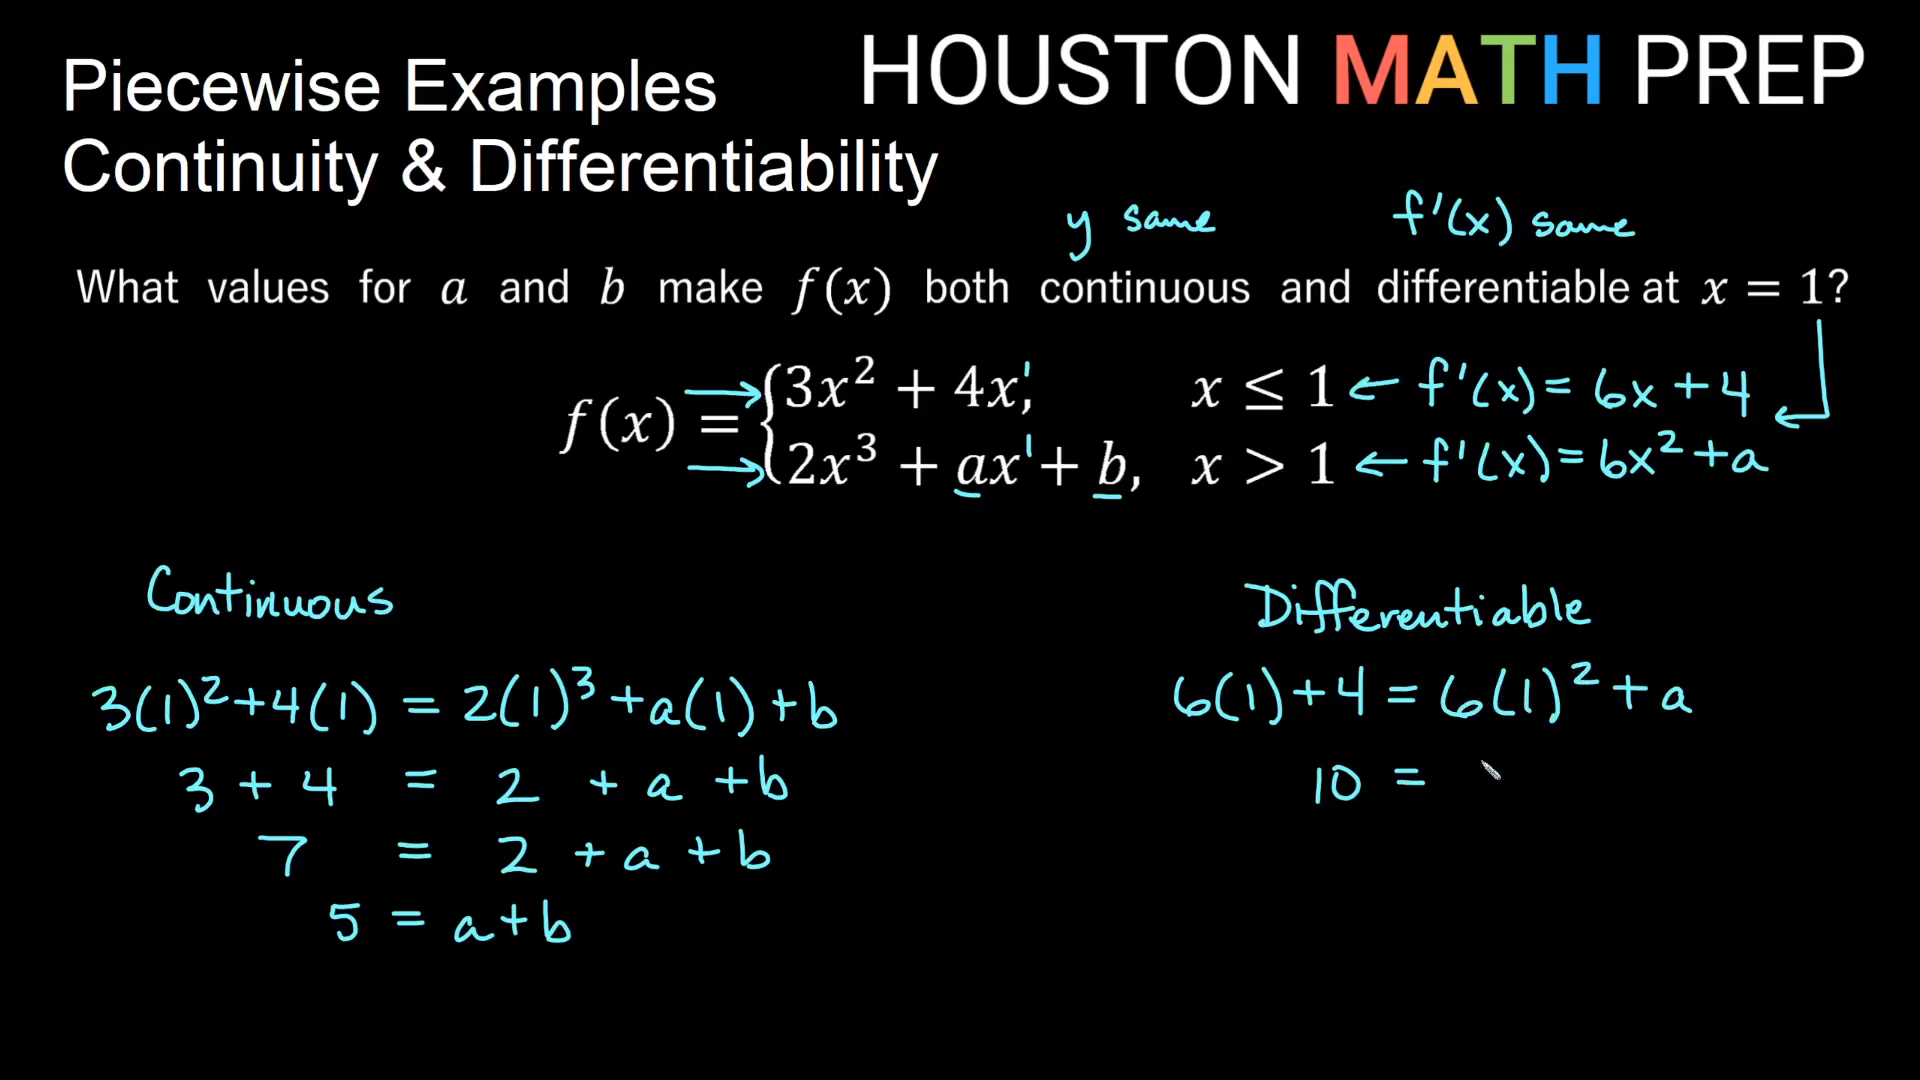 HOUSTON MATH PREP
Piecewise Examples
Continuity & Differentiability
y same f'(x) same
What values for a and b make f(x) both continuous and differentiable at x = 1?
f(x) = {3x² + 4x', x ≤ 1 ← f'(x) = 6x + 4
2x³ + ax' + b, x > 1 ← f'(x) = 6x² + a
Continuous
Differentiable
3(1)²+4(1) = 2(1)³+a(1)+b
6(1)+4 = 6(1)²+a
3 + 4 = 2 + a + b
10 =
7 = 2 + a + b
5 = a+b